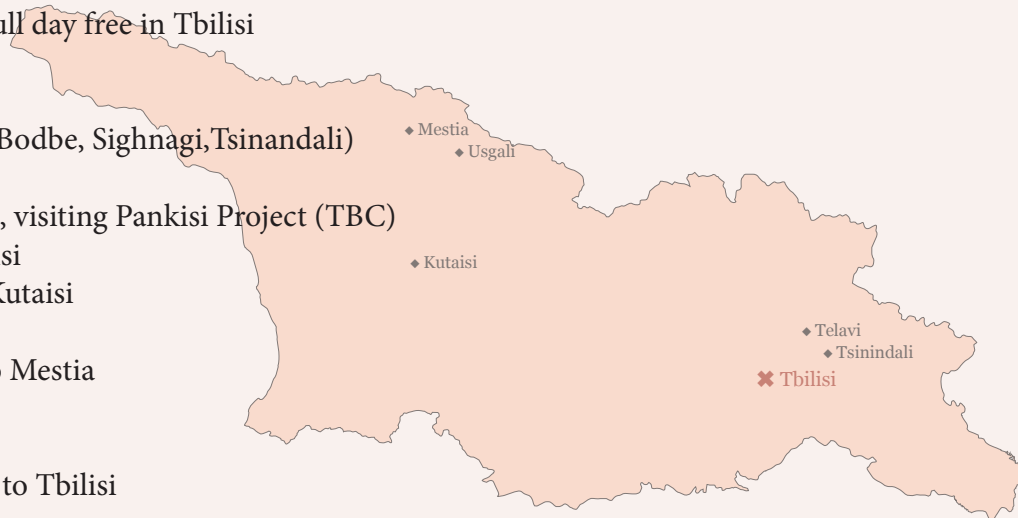 ull day free in Tbilisi
Bodbe, Sighnagi,Tsinandali)
, visiting Pankisi Project (TBC)
si
Kutaisi
o Mestia
to Tbilisi
Mestia
Usgali
Kutaisi
Telavi
Tsinindali
Tbilisi